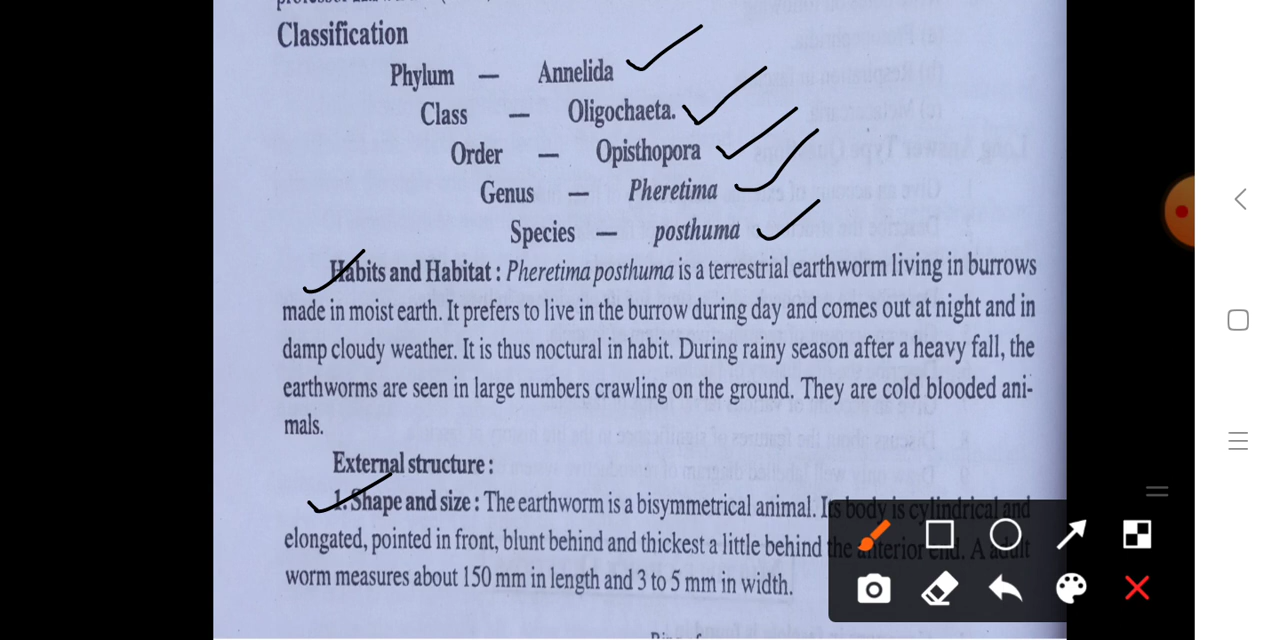 Classification
Phylum — Annelida
Class — Oligochaeta.
Order — Opisthopora
Genus — Pheretima
Species — posthuma
Habits and Habitat : Pheretima posthuma is a terrestrial earthworm living in burrows
made in moist earth. It prefers to live in the burrow during day and comes out at night and in
damp cloudy weather. It is thus noctural in habit. During rainy season after a heavy fall, the
earthworms are seen in large numbers crawling on the ground. They are cold blooded ani-
mals.
External structure :
1. Shape and size : The earthworm is a bisymmetrical animal. Its body is cylindrical and
elongated, pointed in front, blunt behind and thickest a little behind the anterior end. A adult
worm measures about 150 mm in length and 3 to 5 mm in width.